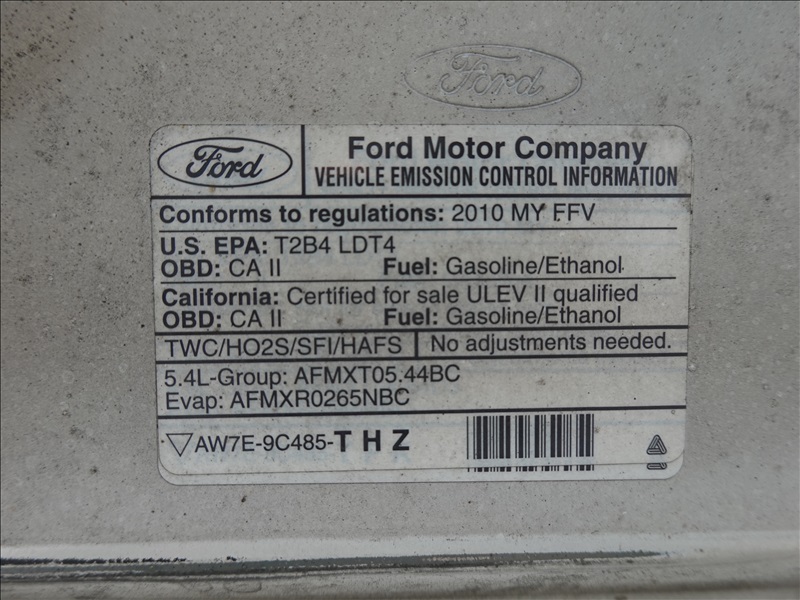 Ford
Ford
Ford Motor Company
VEHICLE EMISSION CONTROL INFORMATION
Conforms to regulations: 2010 MY FFV
U.S. EPA: T2B4 LDT4
OBD: CA II Fuel: Gasoline/Ethanol
California: Certified for sale ULEV II qualified
OBD: CA II Fuel: Gasoline/Ethanol
TWC/HO2S/SFI/HAFS No adjustments needed.
5.4L-Group: AFMXT05.44BC
Evap: AFMXR0265NBC
AW7E-9C485-THZ